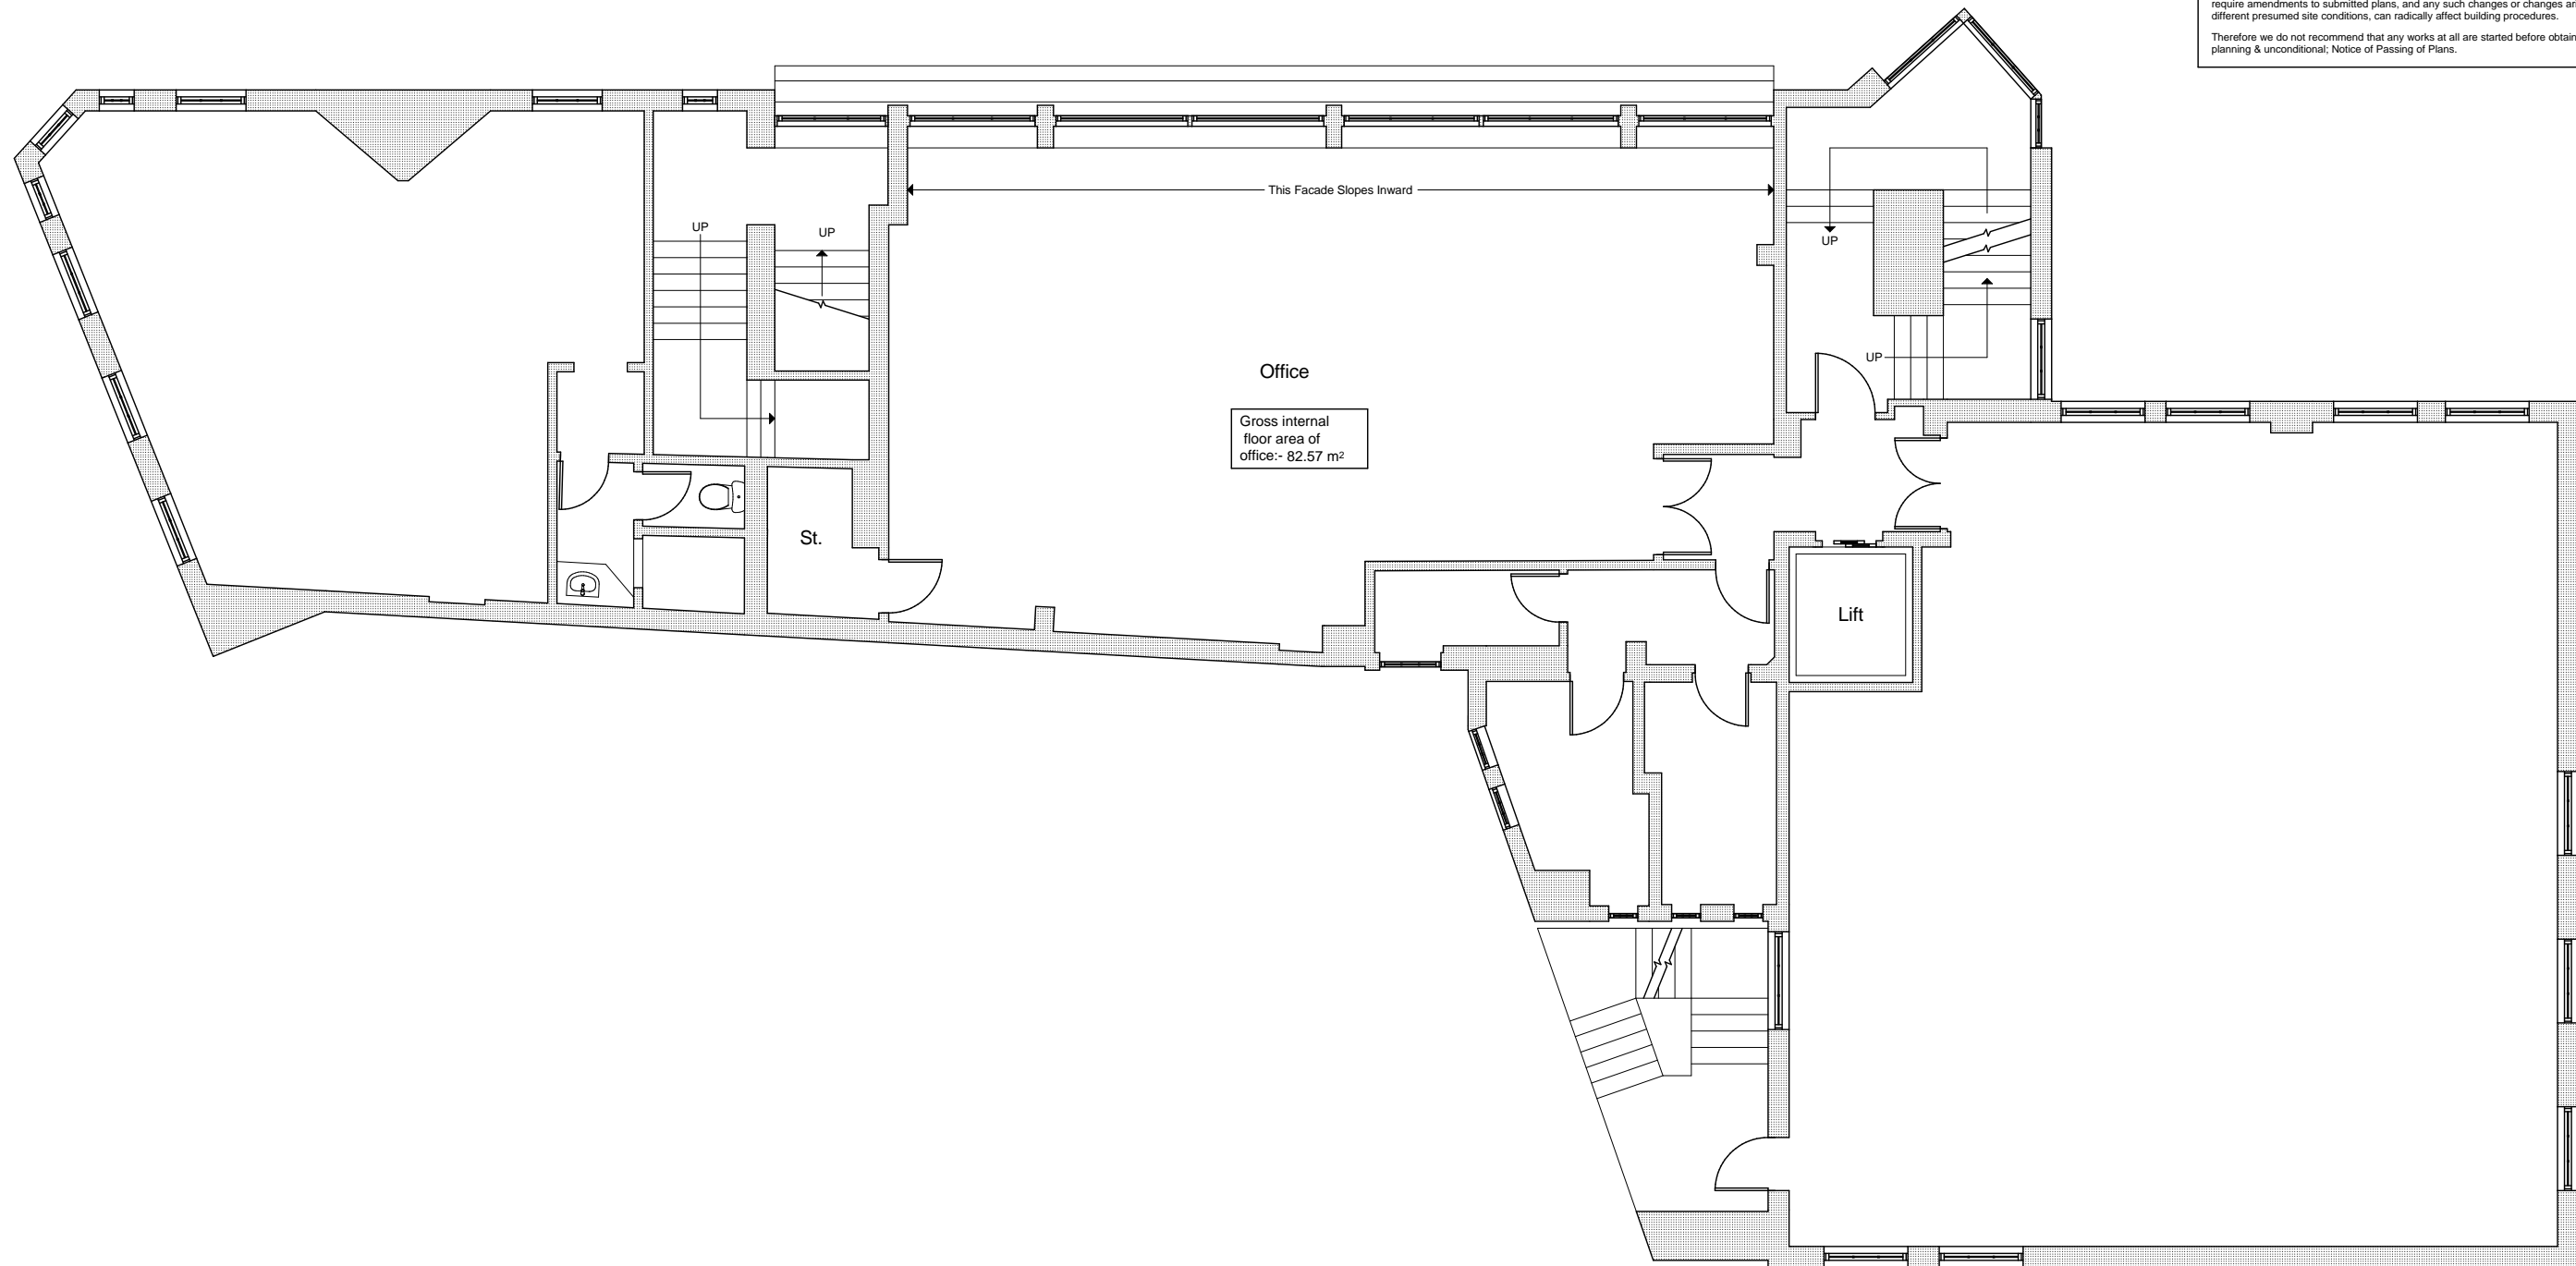 require amendments to submitted plans, and any such changes or changes
different presumed site conditions, can radically affect building procedures.
Therefore we do not recommend that any works at all are started before
planning & unconditional; Notice of Passing of Plans.
This Facade Slopes Inward
UP
UP
UP
UP
Office
Gross internal
floor area of
office:- 82.57 m²
St.
Lift